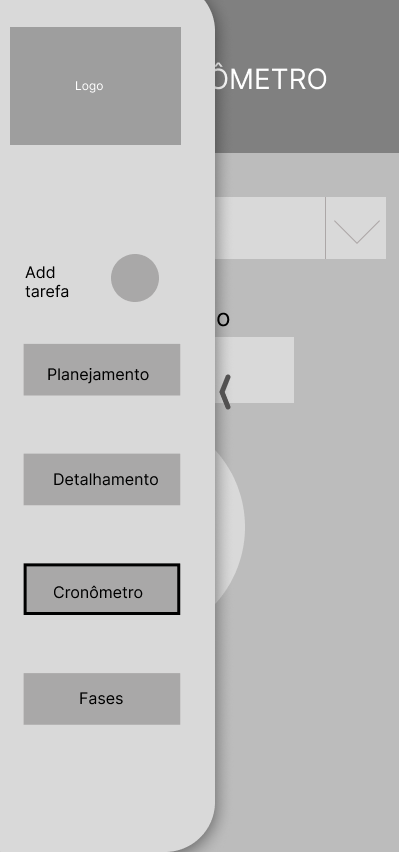 Logo
ÔMETRO
Add
tarefa
o
Planejamento
Detalhamento
Cronômetro
Fases